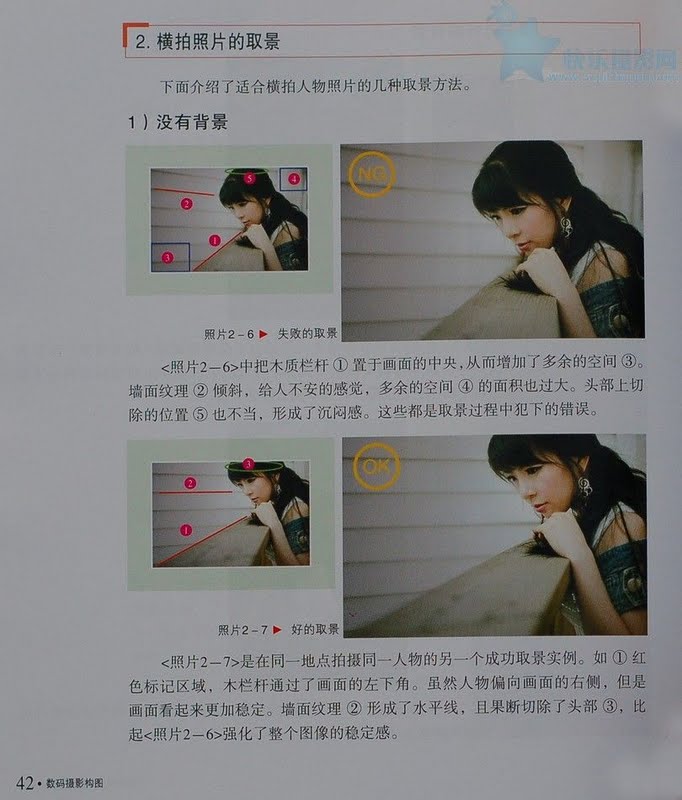 快乐摄影网
2. 横拍照片的取景
下面介绍了适合横拍人物照片的几种取景方法。
1）没有背景
5
4
2
1
3
NG
照片2－6 ▶ 失败的取景
<照片2－6>中把木质栏杆 ① 置于画面的中央，从而增加了多余的空间 ③。
墙面纹理 ② 倾斜，给人不安的感觉，多余的空间 ④ 的面积也过大。头部上切
除的位置 ⑤ 也不当，形成了沉闷感。这些都是取景过程中犯下的错误。
3
2
1
OK
照片2－7 ▶ 好的取景
<照片2－7>是在同一地点拍摄同一人物的另一个成功取景实例。如 ① 红
色标记区域，木栏杆通过了画面的左下角。虽然人物偏向画面的右侧，但是
画面看起来更加稳定。墙面纹理 ② 形成了水平线，且果断切除了头部 ③，比
起<照片2－6>强化了整个图像的稳定感。
42 • 数码摄影构图